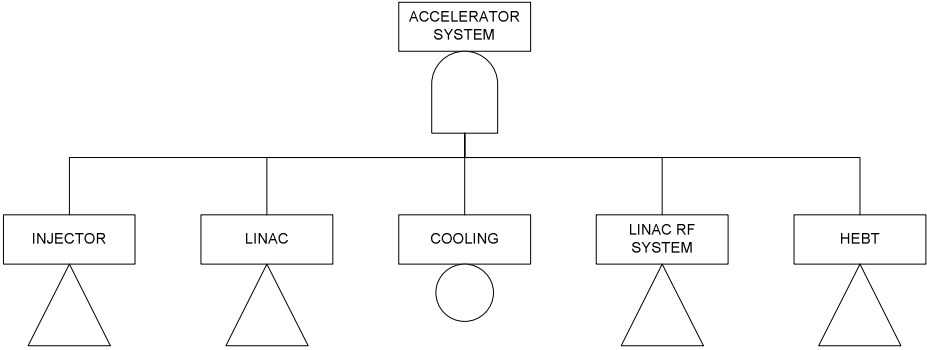 ACCELERATOR
SYSTEM
INJECTOR
LINAC
COOLING
LINAC RF
SYSTEM
HEBT